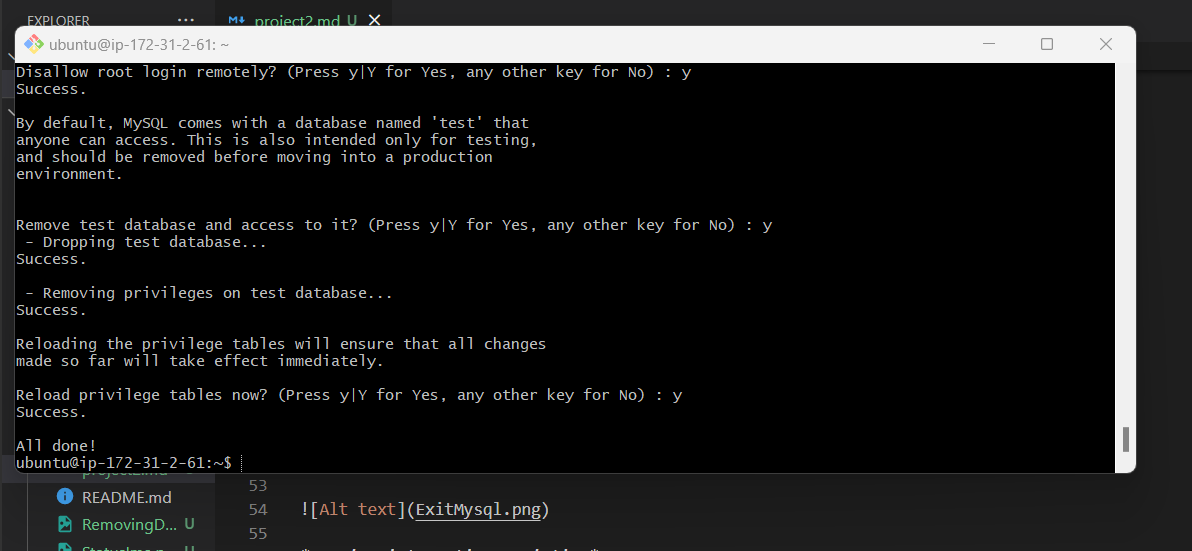 EXPLORER ...
project2.md U
ubuntu@ip-172-31-2-61: ~
Disallow root login remotely? (Press y|Y for Yes, any other key for No) : y
Success.
By default, MySQL comes with a database named 'test' that
anyone can access. This is also intended only for testing,
and should be removed before moving into a production
environment.
Remove test database and access to it? (Press y|Y for Yes, any other key for No) : y
- Dropping test database...
Success.
- Removing privileges on test database...
Success.
Reloading the privilege tables will ensure that all changes
made so far will take effect immediately.
Reload privilege tables now? (Press y|Y for Yes, any other key for No) : y
Success.
All done!
ubuntu@ip-172-31-2-61:~$
project2.md
53
README.md
54 ![Alt text](ExitMysql.png)
RemovingD... U
55